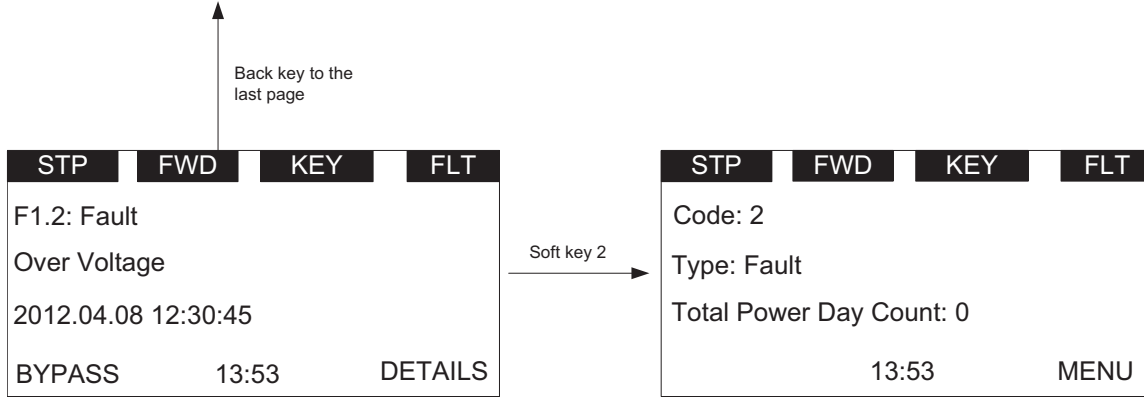 Back key to the
last page
STP FWD KEY FLT
F1.2: Fault
Over Voltage
2012.04.08 12:30:45
BYPASS 13:53 DETAILS
Soft key 2
STP FWD KEY FLT
Code: 2
Type: Fault
Total Power Day Count: 0
13:53 MENU